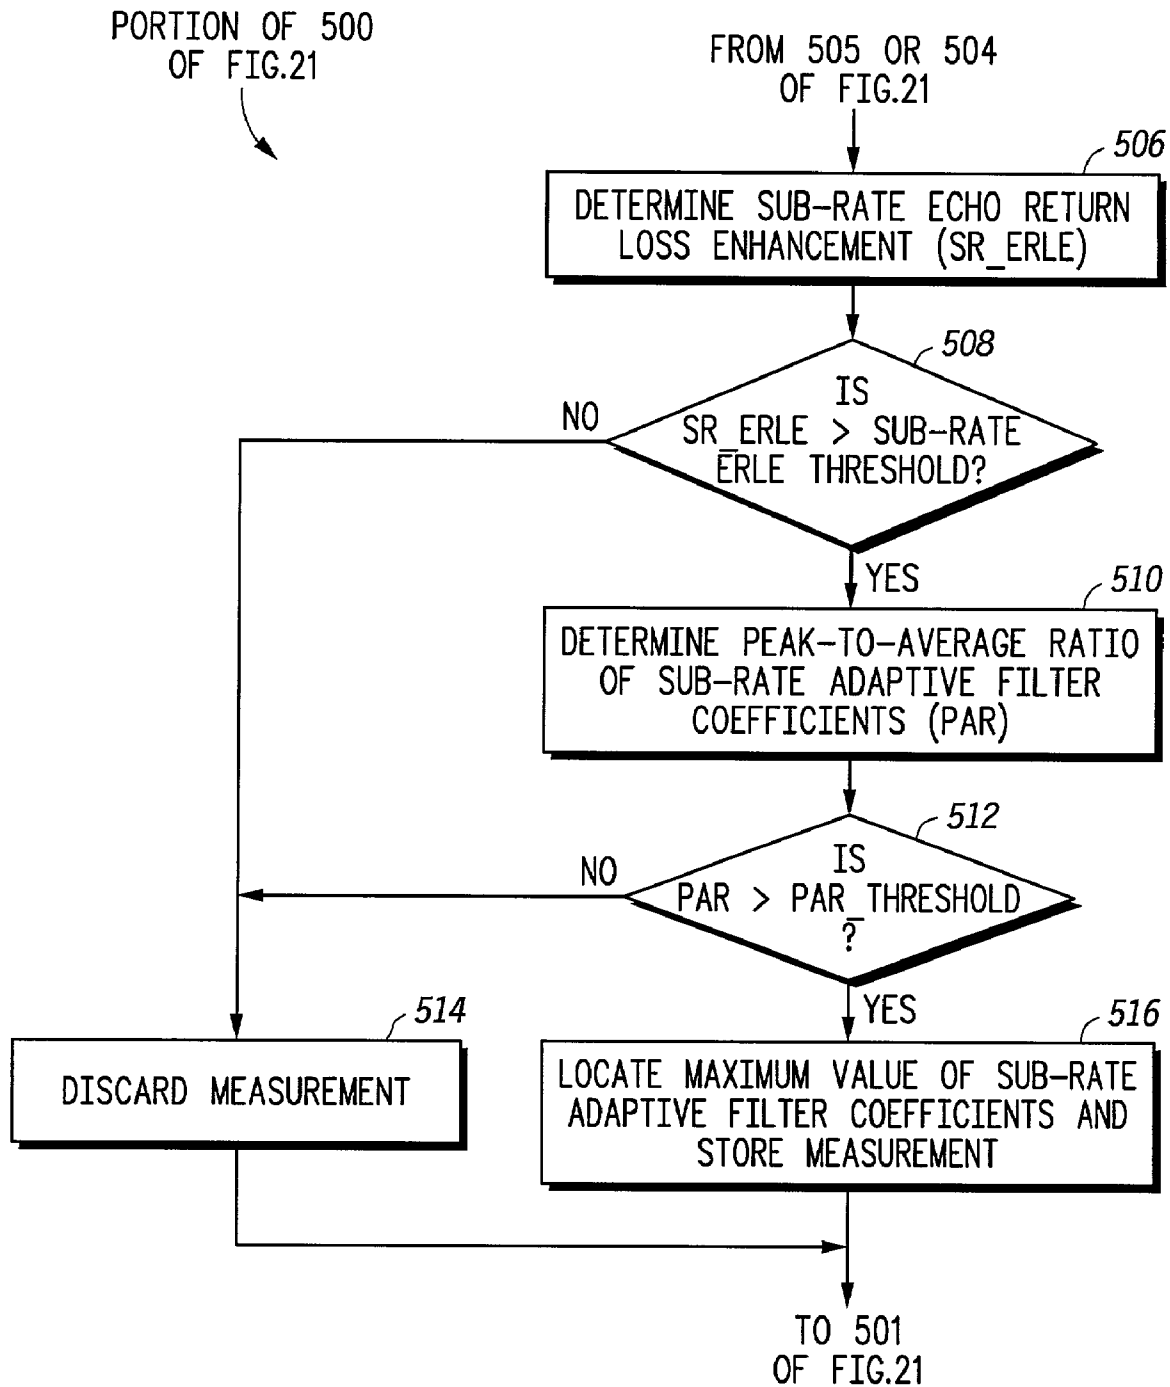 PORTION OF 500
OF FIG.21
FROM 505 OR 504
OF FIG.21
506
DETERMINE SUB-RATE ECHO RETURN
LOSS ENHANCEMENT (SR_ERLE)
508
IS
SR_ERLE > SUB-RATE
ERLE THRESHOLD?
NO
YES
510
DETERMINE PEAK-TO-AVERAGE RATIO
OF SUB-RATE ADAPTIVE FILTER
COEFFICIENTS (PAR)
512
IS
PAR > PAR_THRESHOLD
?
NO
YES
514
DISCARD MEASUREMENT
516
LOCATE MAXIMUM VALUE OF SUB-RATE
ADAPTIVE FILTER COEFFICIENTS AND
STORE MEASUREMENT
TO 501
OF FIG.21